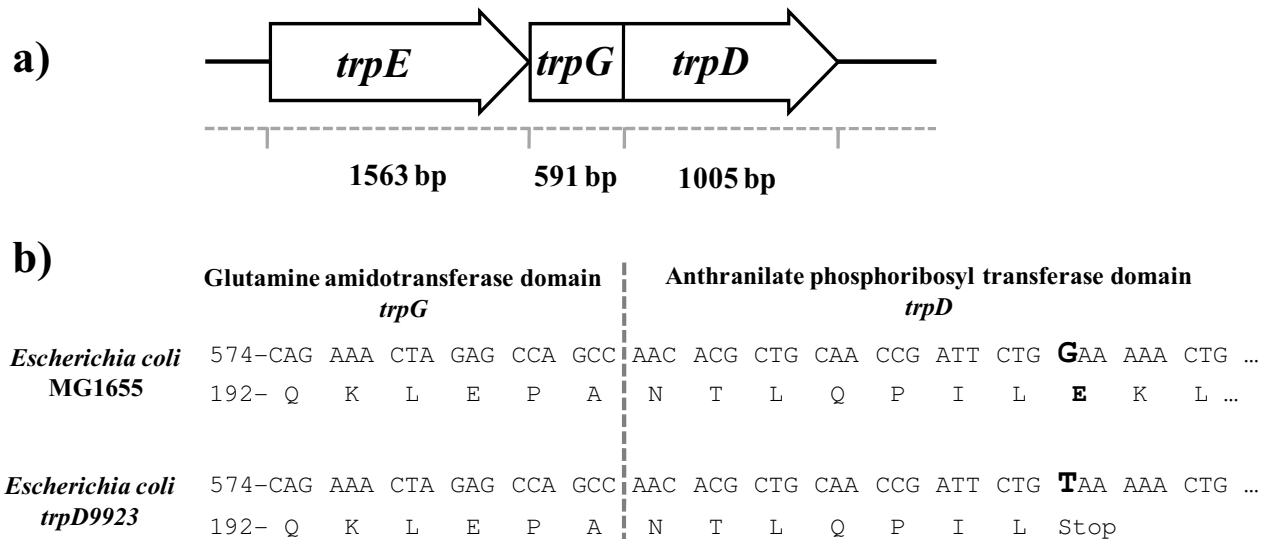 a)
trpE trpG trpD
1563 bp 591 bp 1005 bp
b)
Glutamine amidotransferase domain Anthranilate phosphoribosyl transferase domain
trpG trpD
Escherichia coli 574-CAG AAA CTA GAG CCA GCC AAC ACG CTG CAA CCG ATT CTG GAA AAA CTG ...
MG1655 192- Q K L E P A N T L Q P I L E K L ...
Escherichia coli 574-CAG AAA CTA GAG CCA GCC AAC ACG CTG CAA CCG ATT CTG TAA AAA CTG ...
trpD9923 192- Q K L E P A N T L Q P I L Stop